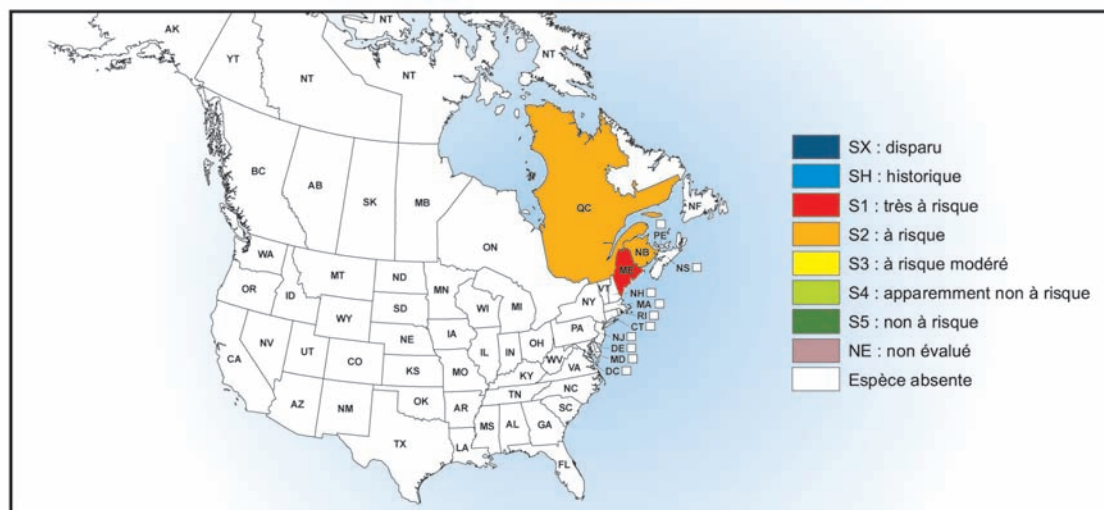 NT
AK
YT
NT
NT
NT
BC
AB
SK
MB
ON
QC
NF
PE
NB
NS
ME
WA
MT
ND
MN
OR
ID
WY
SD
WI
MI
NY
VT
NH
MA
RI
CT
NV
UT
CO
NE
IA
IL
IN
OH
PA
NJ
DE
MD
DC
CA
KS
MO
KY
WV
VA
AZ
NM
OK
AR
TN
NC
SC
TX
LA
MS
AL
GA
FL
SX : disparu
SH : historique
S1 : très à risque
S2 : à risque
S3 : à risque modéré
S4 : apparemment non à risque
S5 : non à risque
NE : non évalué
Espèce absente